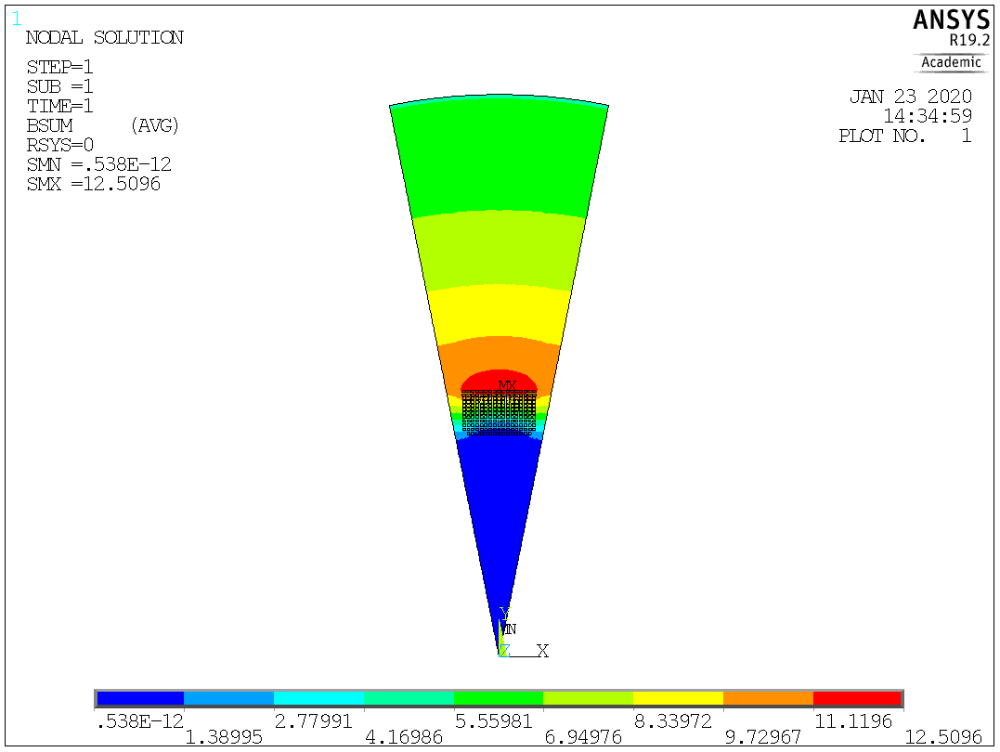 1
NODAL SOLUTION
STEP=1
SUB =1
TIME=1
BSUM (AVG)
RSYS=0
SMN =.538E-12
SMX =12.5096
ANSYS
R19.2
Academic
JAN 23 2020
14:34:59
PLOT NO. 1
MX
Y
MN
Z X
.538E-12 2.77991 5.55981 8.33972 11.1196
1.38995 4.16986 6.94976 9.72967 12.5096